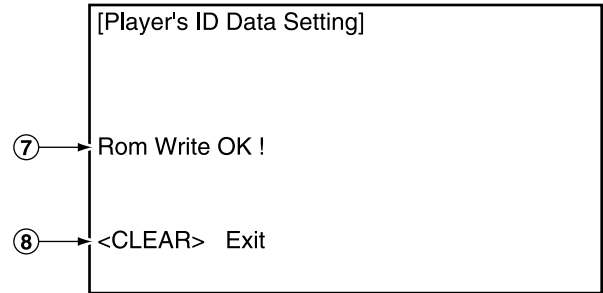 [Player's ID Data Setting]
⑦ Rom Write OK !
⑧ <CLEAR> Exit